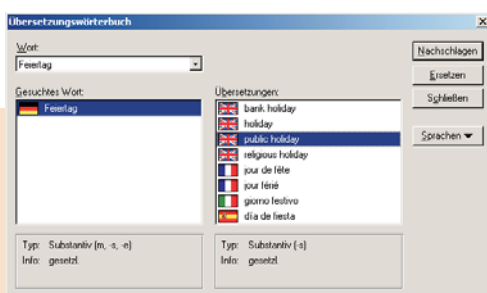 Übersetzungswörterbuch
Wort:
Feiertag
Nachschlagen
Ersetzen
Schließen
Sprachen
Gesuchtes Wort:
Feiertag
Übersetzungen:
bank holiday
holiday
public holiday
religious holiday
jour de fête
jour férié
giorno festivo
día de fiesta
Typ: Substantiv (m, -s, -e)
Info: gesetzl.
Typ: Substantiv (-s)
Info: gesetzl.